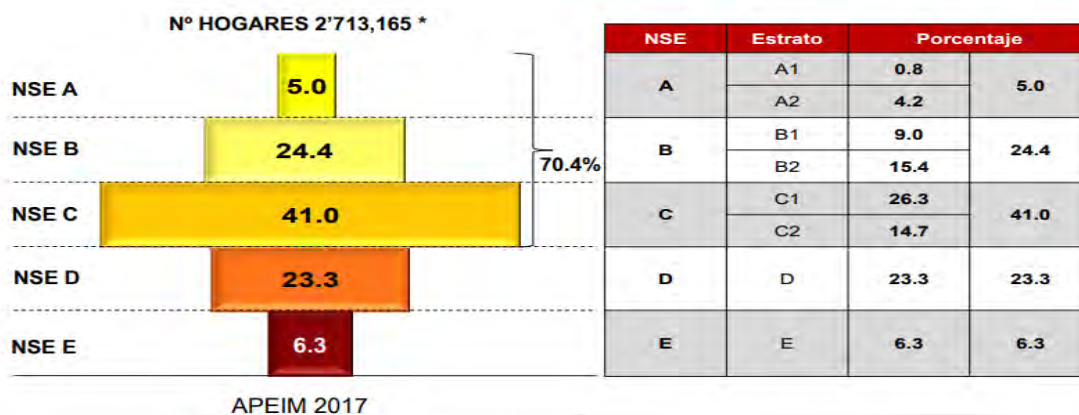 Nº HOGARES 2'713,165 *
NSE A
5.0
NSE B
24.4
70.4%
NSE C
41.0
NSE D
23.3
NSE E
6.3
APEIM 2017
NSE Estrato Porcentaje
A A1 0.8 5.0
A2 4.2
B B1 9.0 24.4
B2 15.4
C C1 26.3 41.0
C2 14.7
D D 23.3 23.3
E E 6.3 6.3